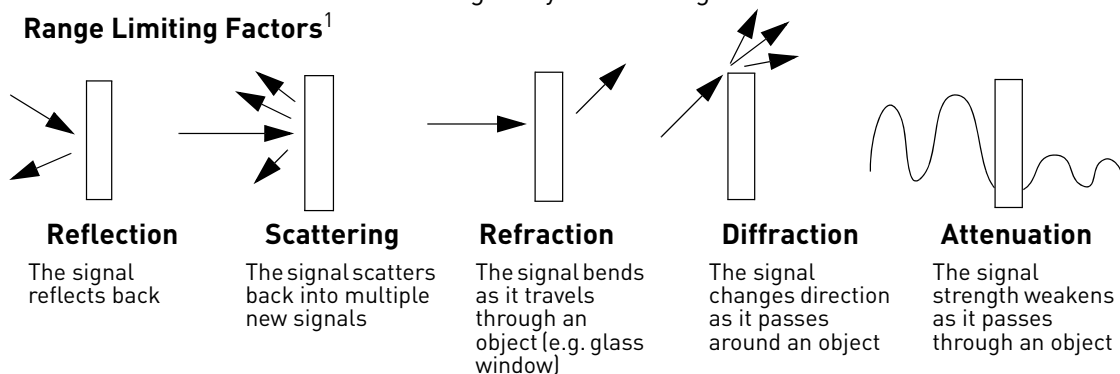 Range Limiting Factors1
Reflection
The signal
reflects back
Scattering
The signal scatters
back into multiple
new signals
Refraction
The signal bends
as it travels
through an
object (e.g. glass
window)
Diffraction
The signal
changes direction
as it passes
around an object
Attenuation
The signal
strength weakens
as it passes
through an object